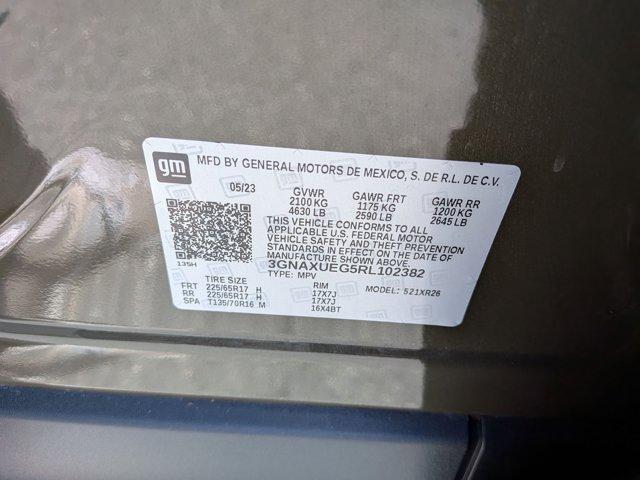 gm MFD BY GENERAL MOTORS DE MEXICO, S. DE R.L. DE C.V.
05/23 GVWR GAWR FRT GAWR RR
2100 KG 1175 KG 1200 KG
4630 LB 2590 LB 2645 LB
THIS VEHICLE CONFORMS TO ALL
APPLICABLE U.S. FEDERAL MOTOR
VEHICLE SAFETY AND THEFT PREVENTION
STANDARDS IN EFFECT ON THE DATE OF
MANUFACTURE SHOWN ABOVE.
3GNAXUEG5RL102382
135H
TYPE: MPV
TIRE SIZE RIM MODEL: 521XR26
FRT 225/65R17 H 17X7J
RR 225/65R17 H 17X7J
SPA T135/70R16 M 16X4BT